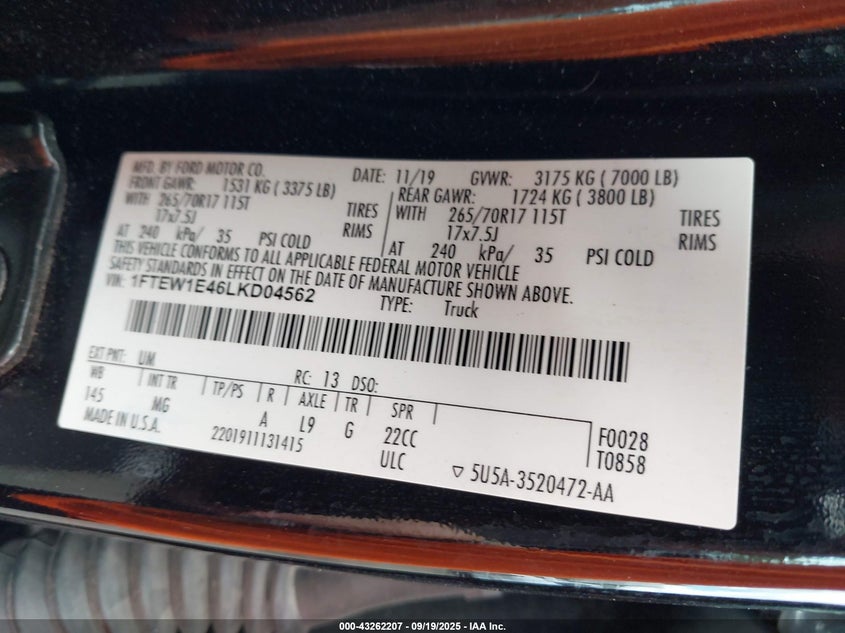 MFD. BY FORD MOTOR CO.
DATE: 11/19 GVWR: 3175 KG ( 7000 LB)
FRONT GAWR: 1531 KG ( 3375 LB)
REAR GAWR: 1724 KG ( 3800 LB)
WITH 265/70R17 115T TIRES
WITH 265/70R17 115T TIRES
17x7.5J RIMS
17x7.5J RIMS
AT 240 kPa/ 35 PSI COLD
AT 240 kPa/ 35 PSI COLD
THIS VEHICLE CONFORMS TO ALL APPLICABLE FEDERAL MOTOR VEHICLE
SAFETY STANDARDS IN EFFECT ON THE DATE OF MANUFACTURE SHOWN ABOVE.
VIN: 1FTEW1E46LKD04562
TYPE: Truck
EXT PNT: UM
RC: 13 DSO:
WB INT TR TP/PS R AXLE TR SPR
145 MG A L9 G 22CC
F0028
MADE IN U.S.A. 2201911131415 ULC
T0858
▽ 5U5A-3520472-AA
000-43262207 - 09/19/2025 - IAA Inc.